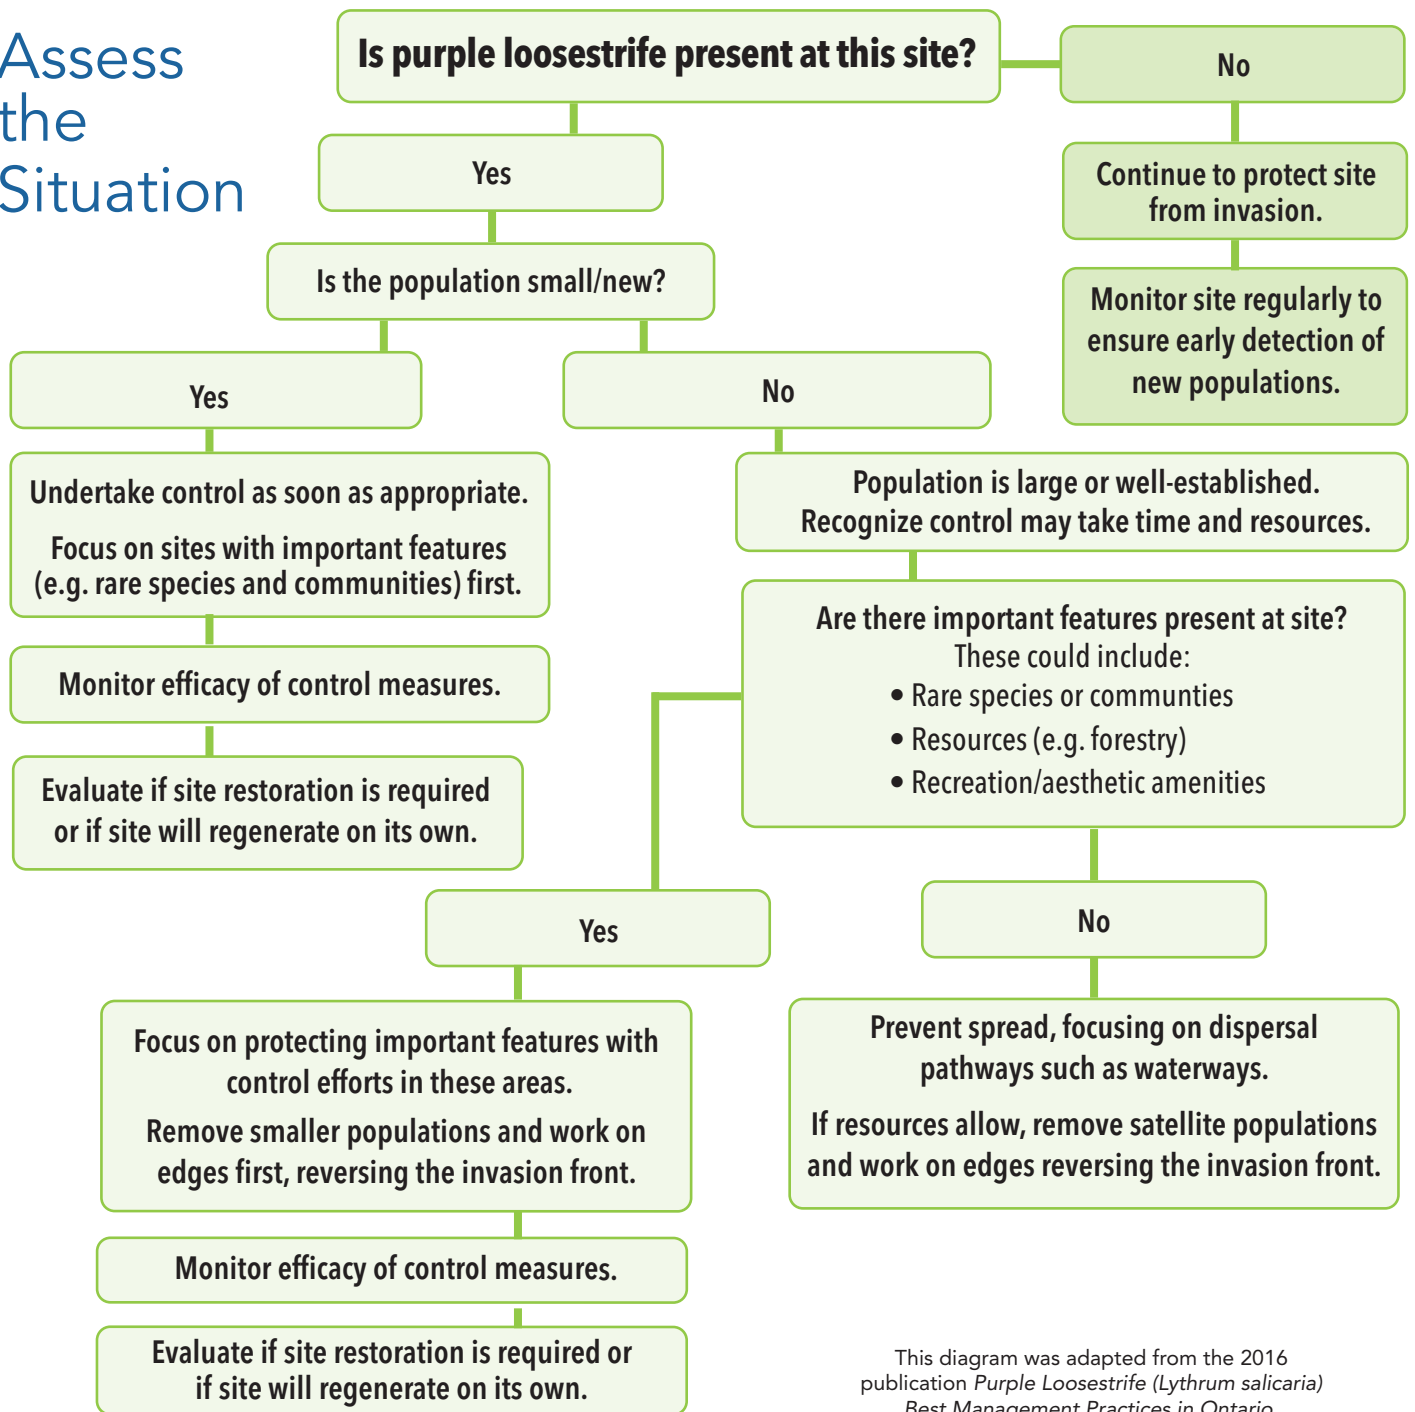 Assess
the
Situation
Is purple loosestrife present at this site?
No
Continue to protect site
from invasion.
Monitor site regularly to
ensure early detection of
new populations.
Yes
Is the population small/new?
Yes
Undertake control as soon as appropriate.
Focus on sites with important features
(e.g. rare species and communities) first.
Monitor efficacy of control measures.
Evaluate if site restoration is required
or if site will regenerate on its own.
No
Population is large or well-established.
Recognize control may take time and resources.
Are there important features present at site?
These could include:
• Rare species or communties
• Resources (e.g. forestry)
• Recreation/aesthetic amenities
Yes
Focus on protecting important features with
control efforts in these areas.
Remove smaller populations and work on
edges first, reversing the invasion front.
Monitor efficacy of control measures.
Evaluate if site restoration is required or
if site will regenerate on its own.
No
Prevent spread, focusing on dispersal
pathways such as waterways.
If resources allow, remove satellite populations
and work on edges reversing the invasion front.
This diagram was adapted from the 2016
publication Purple Loosestrife (Lythrum salicaria)
Best Management Practices in Ontario